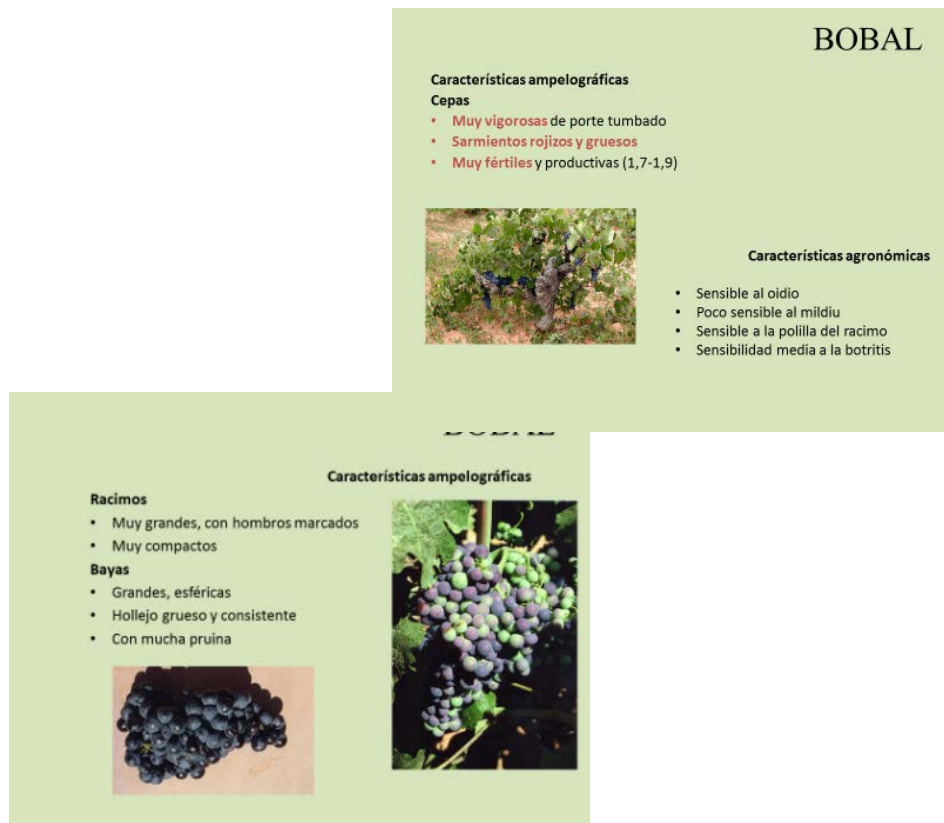 BOBAL
Características ampelográficas
Cepas
• Muy vigorosas de porte tumbado
• Sarmientos rojizos y gruesos
• Muy fértiles y productivas (1,7-1,9)
Características agronómicas
• Sensible al oidio
• Poco sensible al mildiu
• Sensible a la polilla del racimo
• Sensibilidad media a la botritis
BOBAL
Características ampelográficas
Racimos
• Muy grandes, con hombros marcados
• Muy compactos
Bayas
• Grandes, esféricas
• Hollejo grueso y consistente
• Con mucha pruina